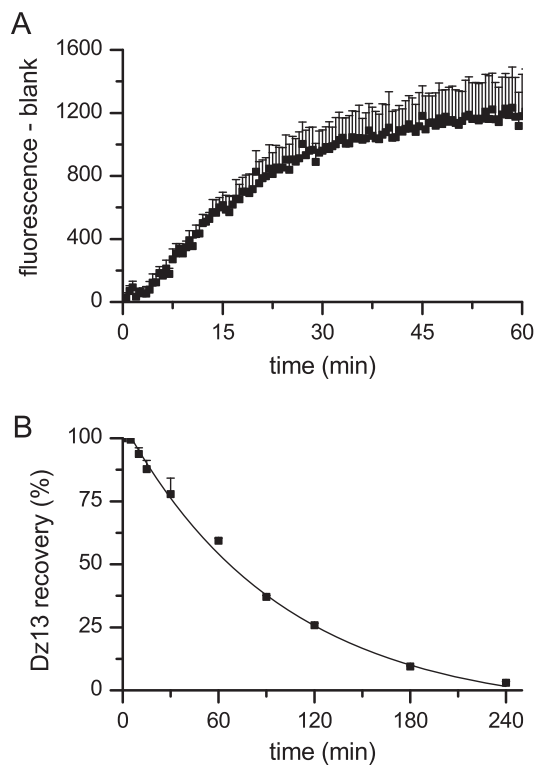 A
fluorescence - blank
1600
1200
800
400
0
0 15 30 45 60
time (min)
B
Dz13 recovery (%)
100
75
50
25
0
0 60 120 180 240
time (min)